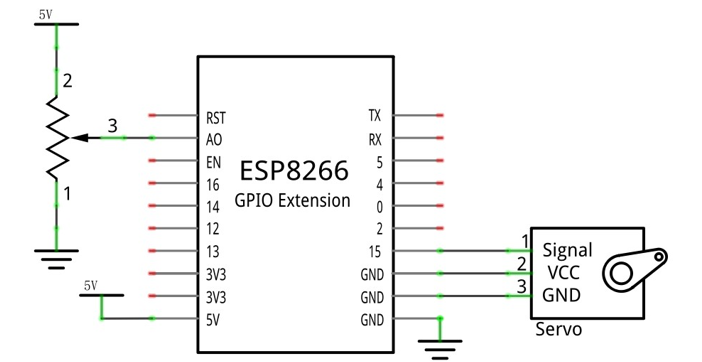 5V
2
3
1
5V
RST
AO
EN
16
14
12
13
3V3
3V3
5V
ESP8266
GPIO Extension
TX
RX
5
4
0
2
15
GND
GND
GND
1
2
3
Signal
VCC
GND
Servo